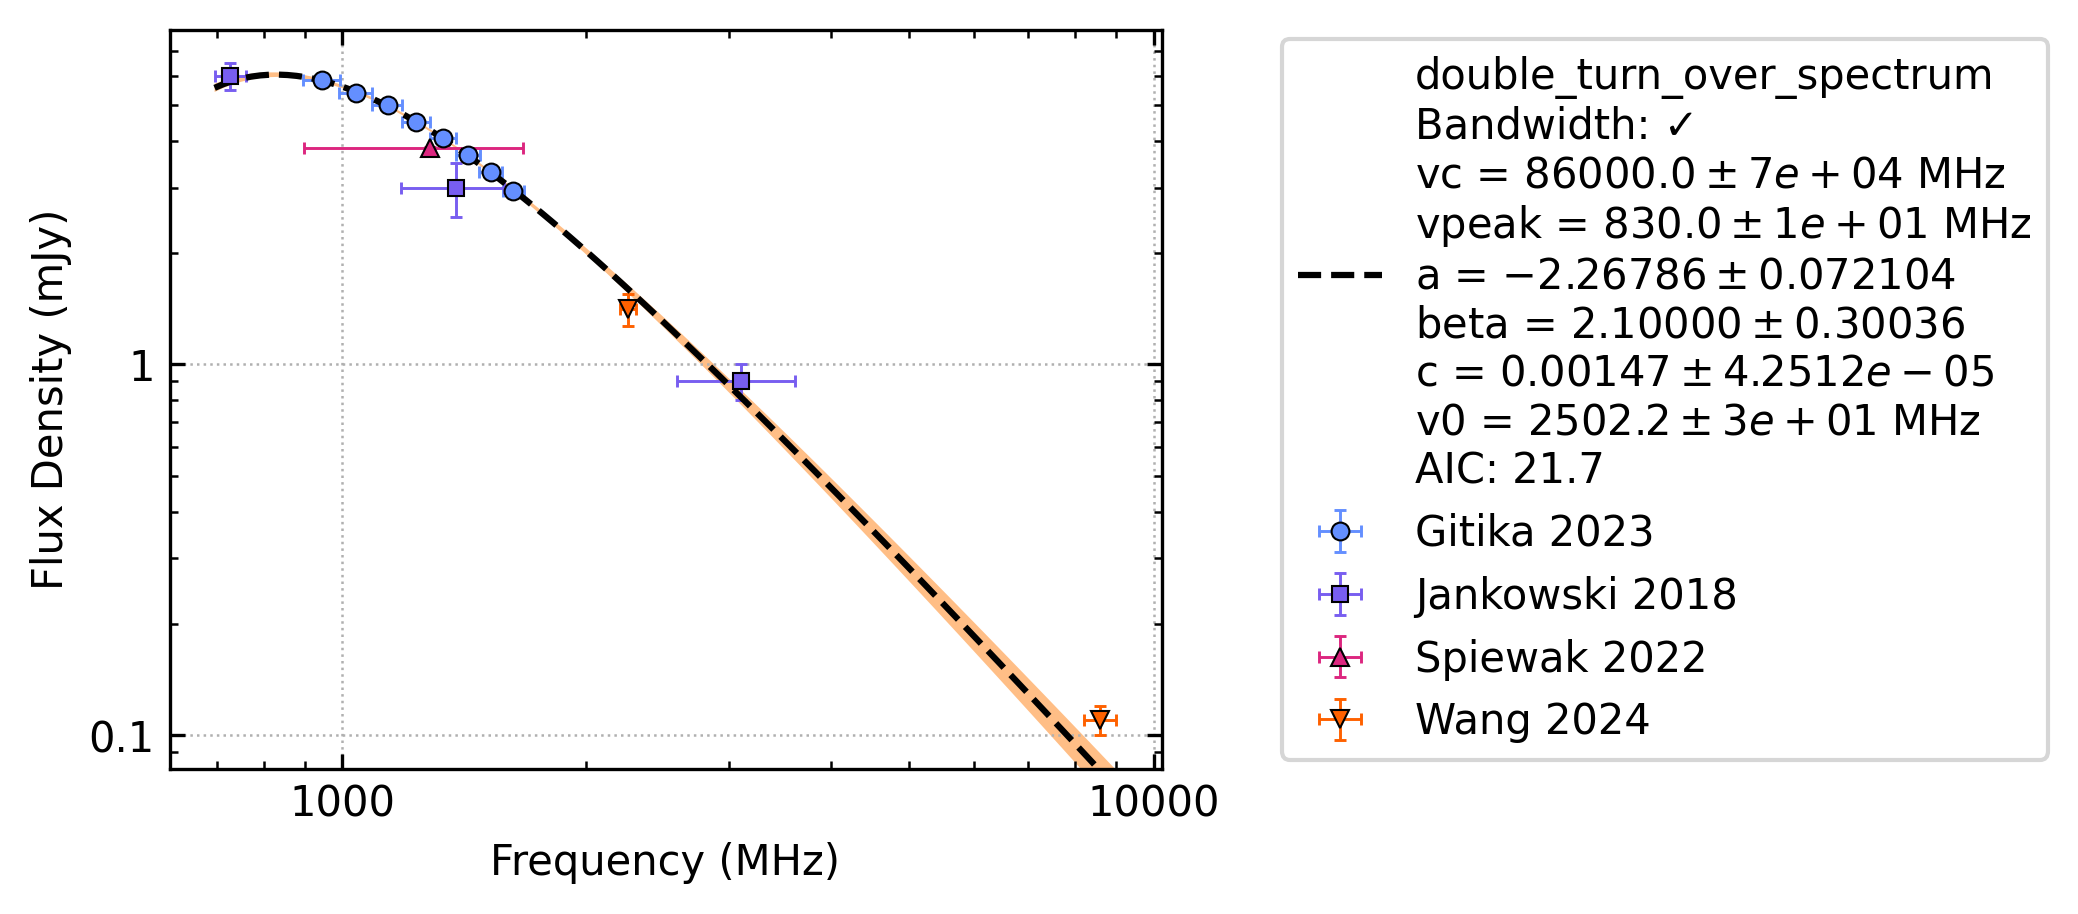 Flux Density (mJy)
1
0.1
1000
10000
Frequency (MHz)
double_turn_over_spectrum
Bandwidth: ✓
vc = 86000.0 ± 7e + 04 MHz
vpeak = 830.0 ± 1e + 01 MHz
a = −2.26786 ± 0.072104
beta = 2.10000 ± 0.30036
c = 0.00147 ± 4.2512e − 05
v0 = 2502.2 ± 3e + 01 MHz
AIC: 21.7
Gitika 2023
Jankowski 2018
Spiewak 2022
Wang 2024